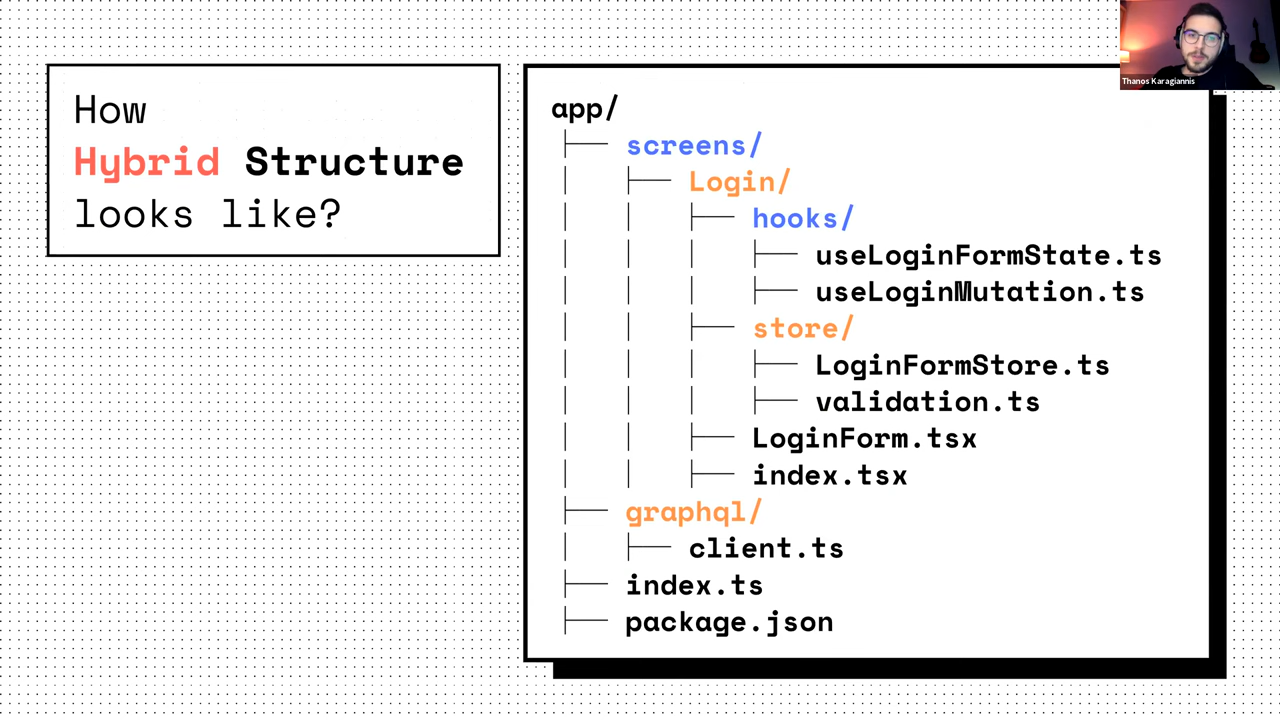 How
Hybrid Structure
looks like?
app/
screens/
Login/
hooks/
useLoginFormState.ts
useLoginMutation.ts
store/
LoginFormStore.ts
validation.ts
LoginForm.tsx
index.tsx
graphql/
client.ts
index.ts
package.json
Thanos Karagiannis